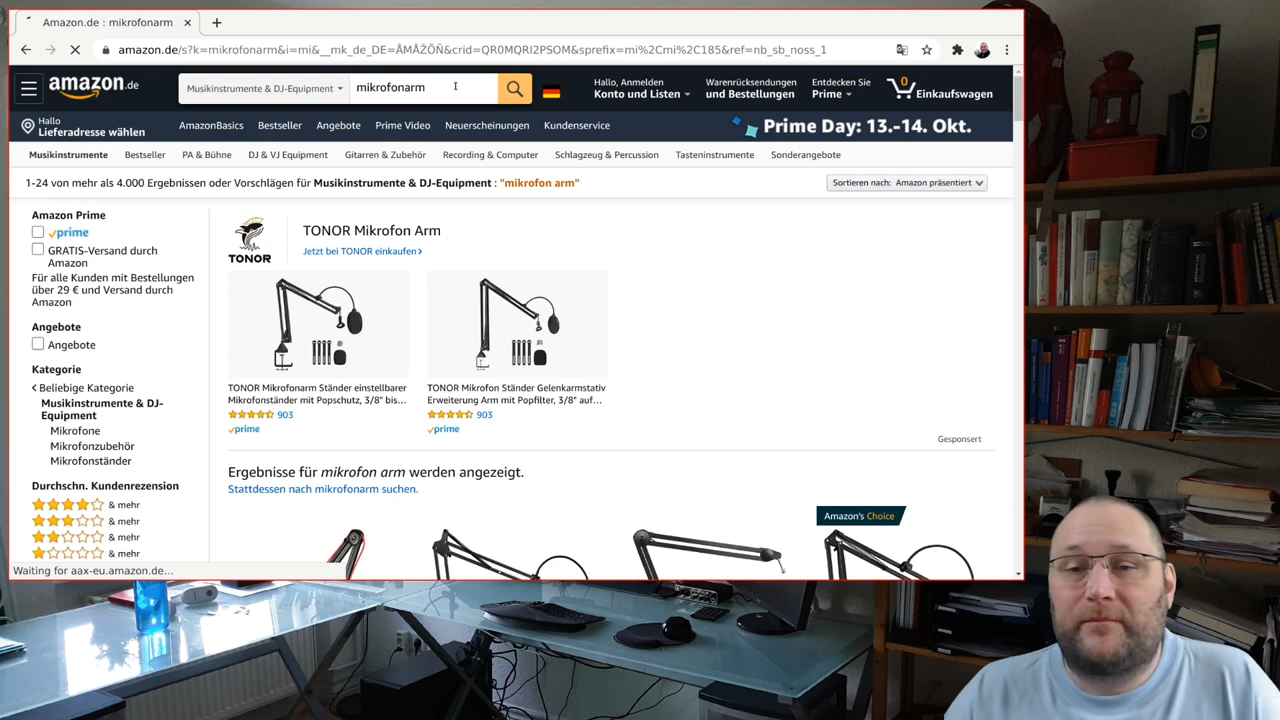 Amazon.de : mikrofonarm
amazon.de/s?k=mikrofonarm&i=mi&__mk_de_DE=ÅMÅŽÕÑ&crid=QR0MQRI2PSOM&sprefix=mi%2Cmi%2C185&ref=nb_sb_noss_1
amazon.de
Musikinstrumente & DJ-Equipment
mikrofonarm
Hallo, Anmelden
Konto und Listen
Warenrücksendungen
und Bestellungen
Entdecken Sie
Prime
0
Einkaufswagen
Hallo
Lieferadresse wählen
AmazonBasics Bestseller Angebote Prime Video Neuerscheinungen Kundenservice
Prime Day: 13.-14. Okt.
Musikinstrumente Bestseller PA & Bühne DJ & VJ Equipment Gitarren & Zubehör Recording & Computer Schlagzeug & Percussion Tasteninstrumente Sonderangebote
1-24 von mehr als 4.000 Ergebnissen oder Vorschlägen für Musikinstrumente & DJ-Equipment : "mikrofon arm"
Sortieren nach: Amazon präsentiert
Amazon Prime
prime
GRATIS-Versand durch
Amazon
Für alle Kunden mit Bestellungen
über 29 € und Versand durch
Amazon
Angebote
Angebote
Kategorie
Beliebige Kategorie
Musikinstrumente & DJ-
Equipment
Mikrofone
Mikrofonzubehör
Mikrofonständer
Durchschn. Kundenrezension
& mehr
& mehr
& mehr
& mehr
TONOR
TONOR Mikrofon Arm
Jetzt bei TONOR einkaufen
TONOR Mikrofonarm Ständer einstellbarer
Mikrofonständer mit Popschutz, 3/8" bis…
903
prime
TONOR Mikrofon Ständer Gelenkarmstativ
Erweiterung Arm mit Popfilter, 3/8" auf…
903
prime
Gesponsert
Ergebnisse für mikrofon arm werden angezeigt.
Stattdessen nach mikrofonarm suchen.
Amazon's Choice
Waiting for aax-eu.amazon.de…